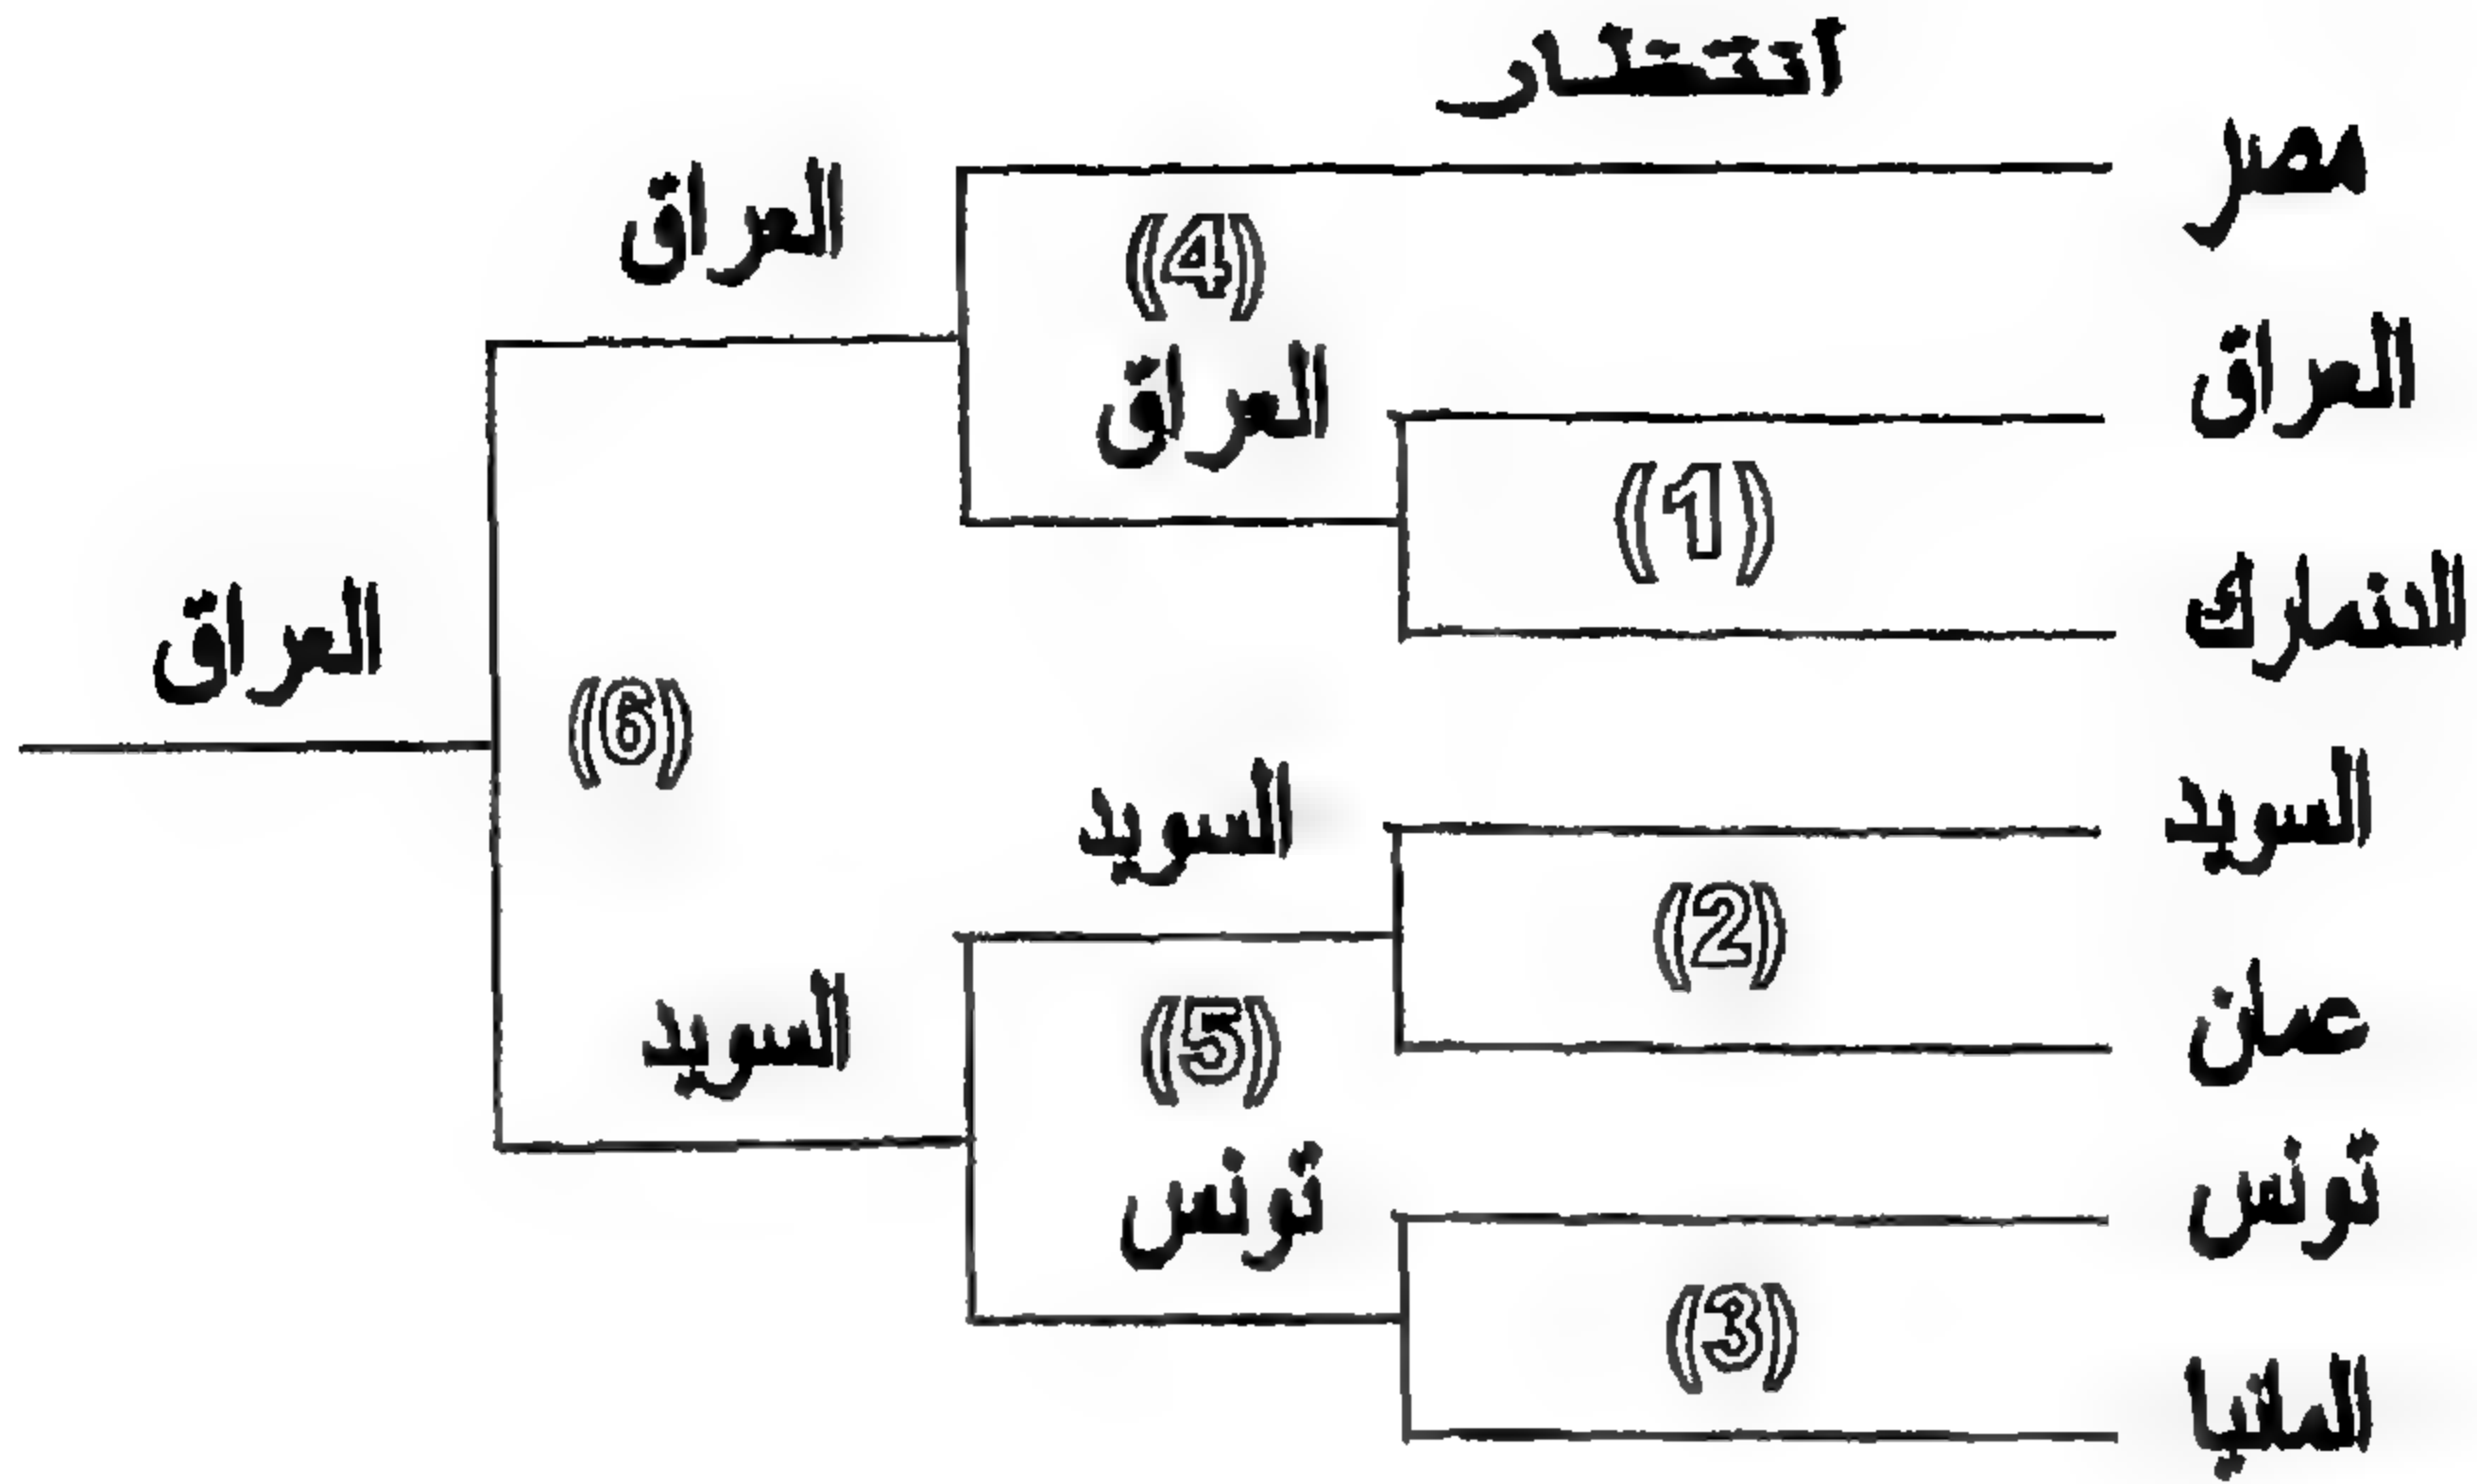 انتظار
مصر
العراق
(4)
العراق
العراق
(1)
الدنمارك
العراق
(6)
السويد
السويد
(2)
عمان
السويد
(5)
تونس
تونس
(3)
المانيا